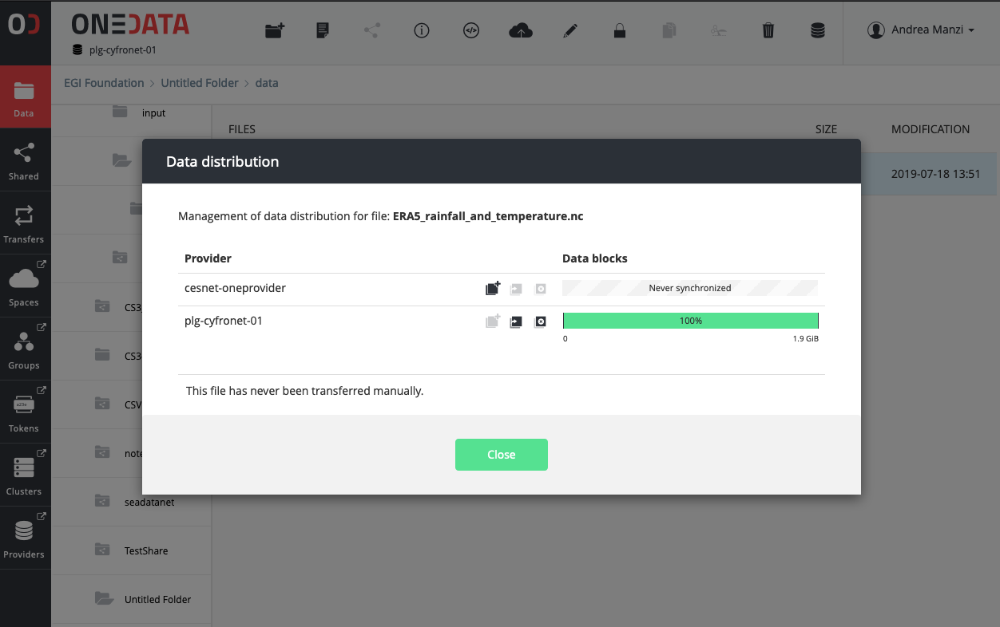 ONEDATA
plg-cyfronet-01
Andrea Manzi
EGI Foundation > Untitled Folder > data
Data
Shared
Transfers
Spaces
Groups
Tokens
Clusters
Providers
input
CS3
CS3
CSV
note
seadatanet
TestShare
Untitled Folder
FILES SIZE MODIFICATION
2019-07-18 13:51
Data distribution
Management of data distribution for file: ERA5_rainfall_and_temperature.nc
Provider Data blocks
cesnet-oneprovider Never synchronized
plg-cyfronet-01 100%
0 1.9 GiB
This file has never been transferred manually.
Close